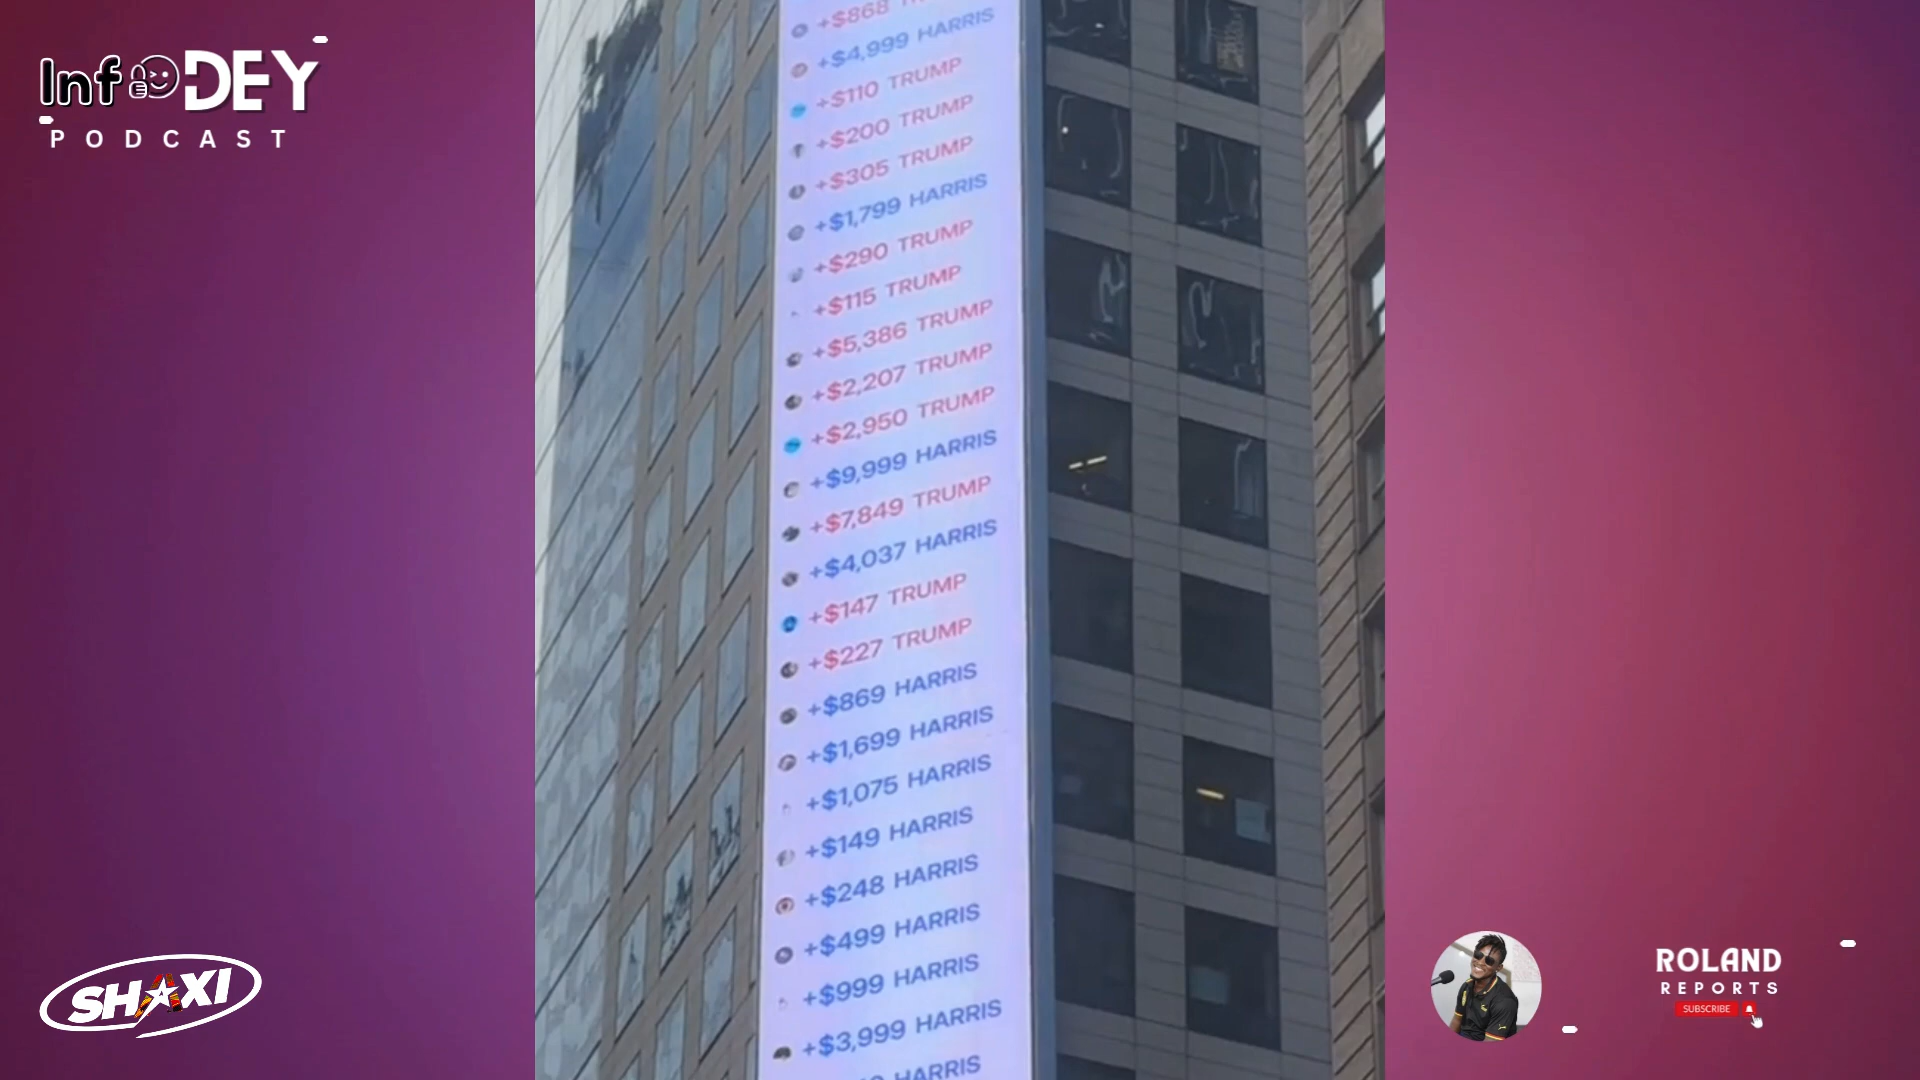 InfoDEY
PODCAST
+$868
+$4,999 HARRIS
+$110 TRUMP
+$200 TRUMP
+$305 TRUMP
+$1,799 HARRIS
+$290 TRUMP
+$115 TRUMP
+$5,386 TRUMP
+$2,207 TRUMP
+$2,950 TRUMP
+$9,999 HARRIS
+$7,849 TRUMP
+$4,037 HARRIS
+$147 TRUMP
+$227 TRUMP
+$869 HARRIS
+$1,699 HARRIS
+$1,075 HARRIS
+$149 HARRIS
+$248 HARRIS
+$499 HARRIS
+$999 HARRIS
+$3,999 HARRIS
HARRIS
SHAXI
ROLAND
REPORTS
SUBSCRIBE